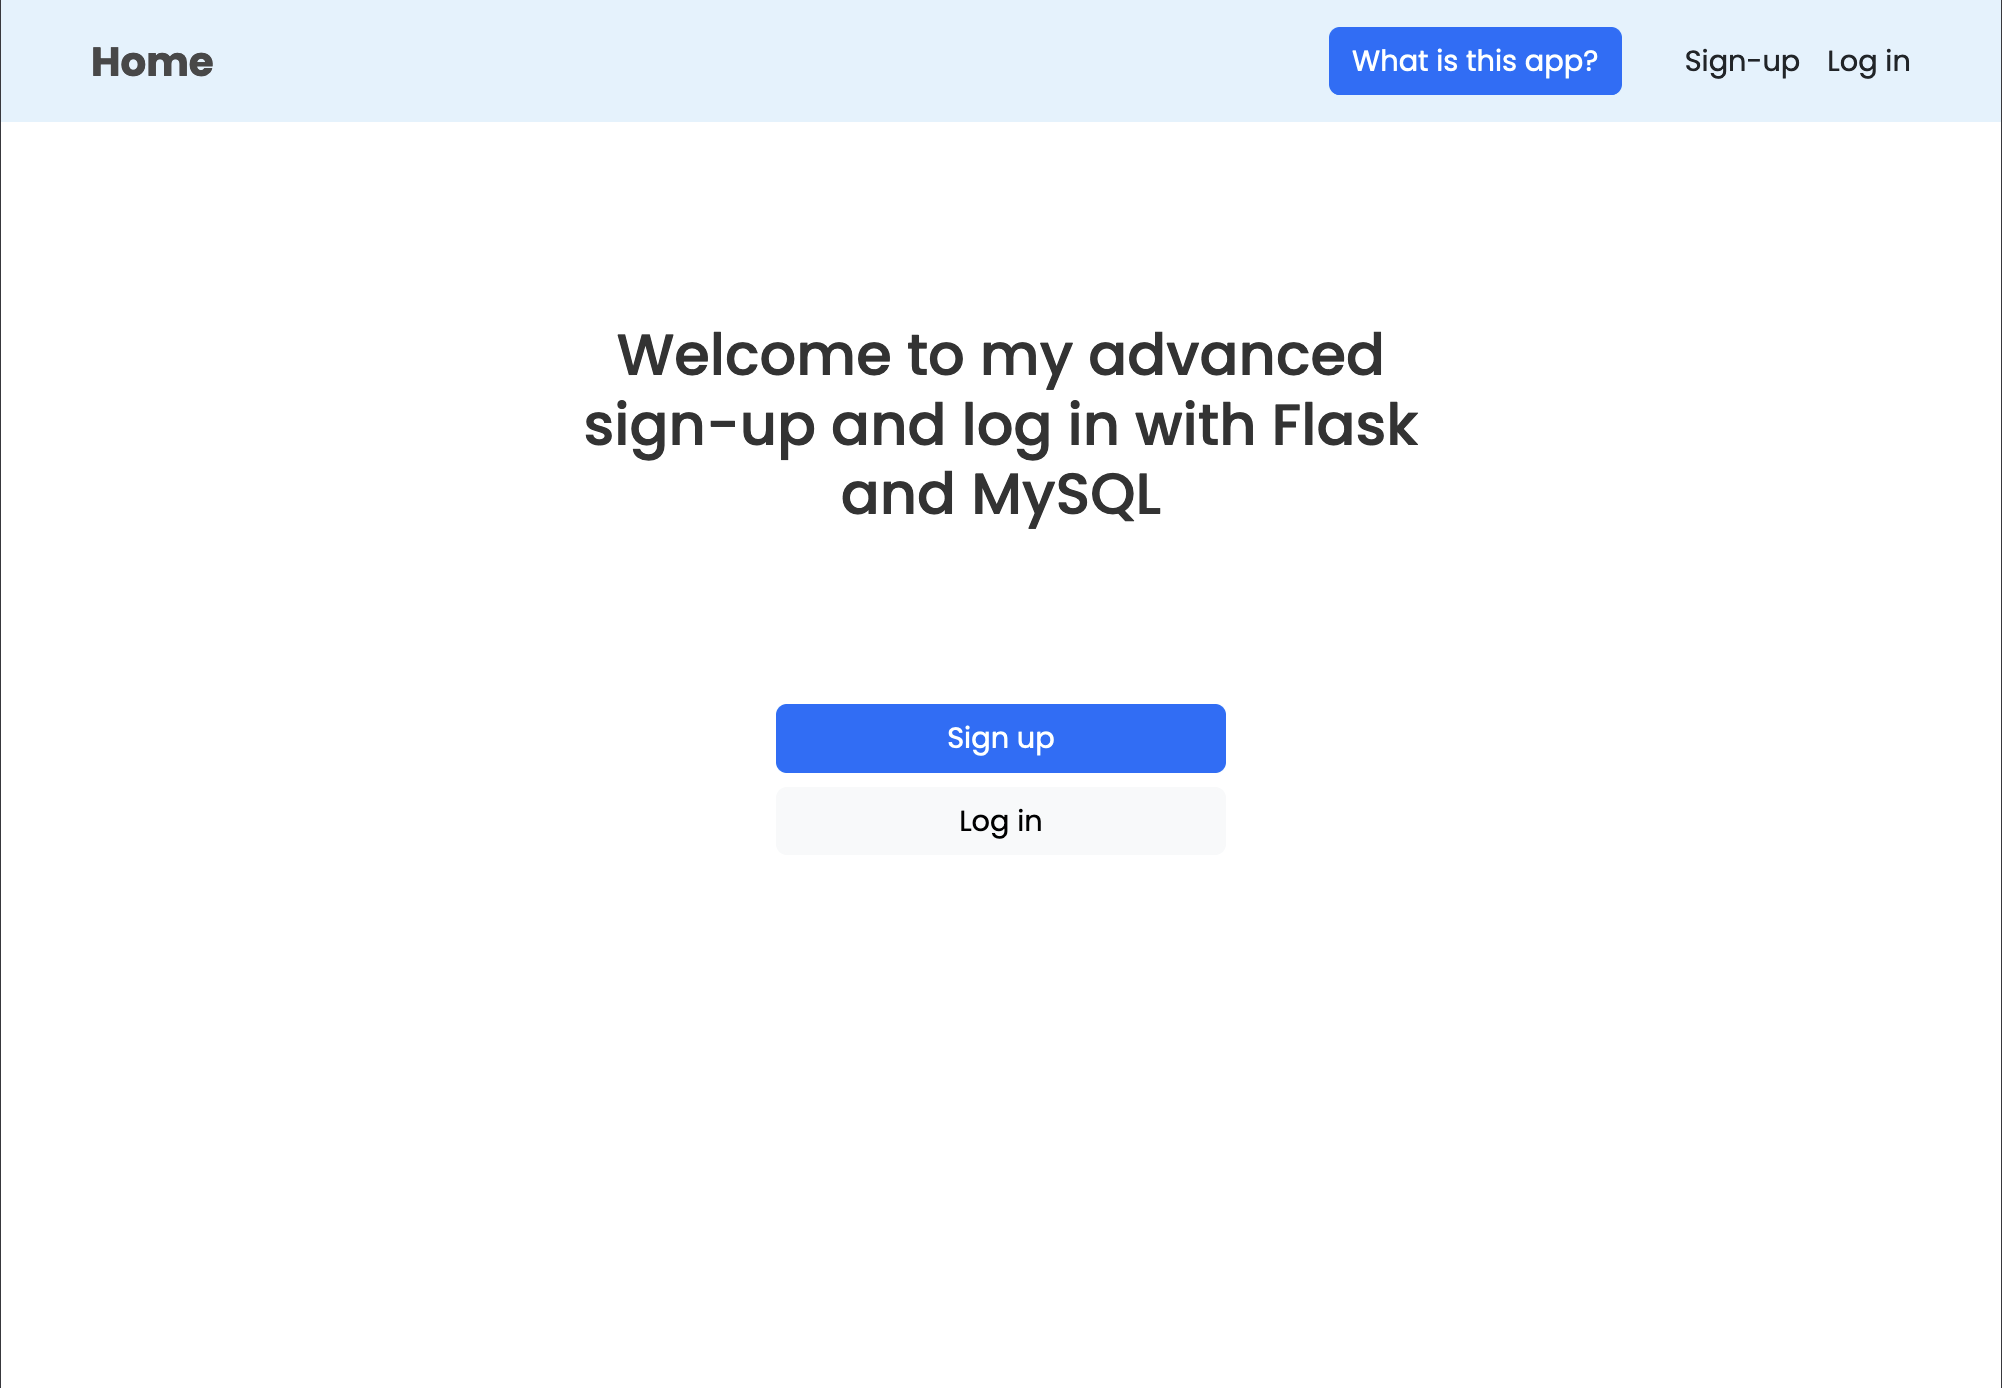 Home
What is this app?
Sign-up
Log in
Welcome to my advanced
sign-up and log in with Flask
and MySQL
Sign up
Log in